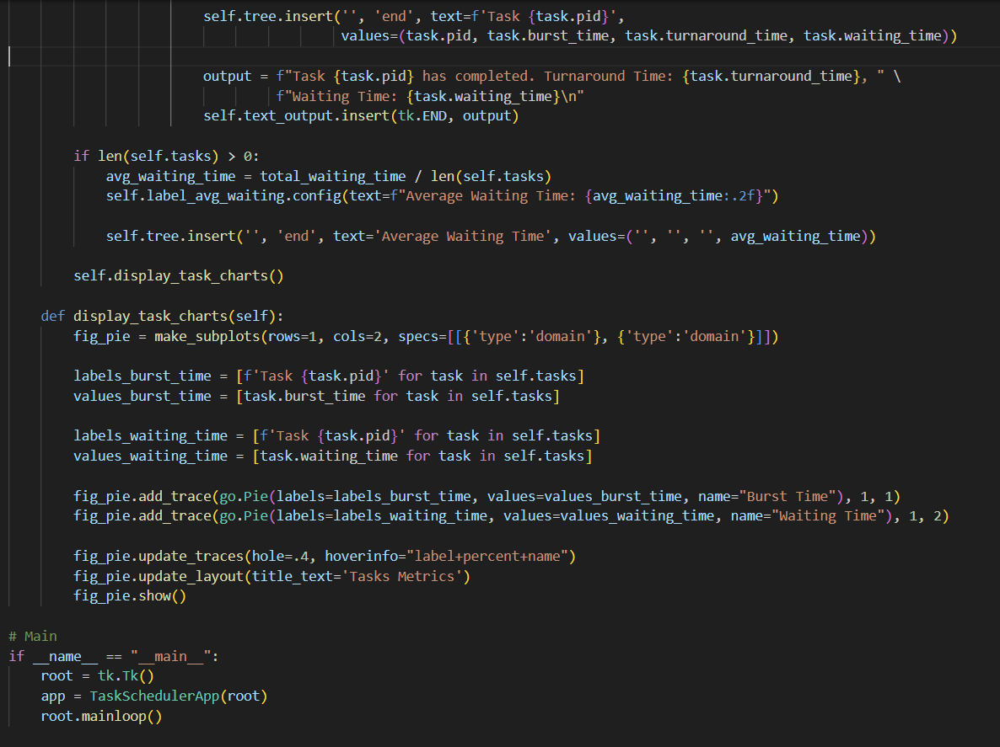 self.tree.insert('', 'end', text=f'Task {task.pid}',
values=(task.pid, task.burst_time, task.turnaround_time, task.waiting_time))
output = f"Task {task.pid} has completed. Turnaround Time: {task.turnaround_time}, " \
f"Waiting Time: {task.waiting_time}\n"
self.text_output.insert(tk.END, output)
if len(self.tasks) > 0:
avg_waiting_time = total_waiting_time / len(self.tasks)
self.label_avg_waiting.config(text=f"Average Waiting Time: {avg_waiting_time:.2f}")
self.tree.insert('', 'end', text='Average Waiting Time', values=('', '', '', avg_waiting_time))
self.display_task_charts()
def display_task_charts(self):
fig_pie = make_subplots(rows=1, cols=2, specs=[[{'type':'domain'}, {'type':'domain'}]])
labels_burst_time = [f'Task {task.pid}' for task in self.tasks]
values_burst_time = [task.burst_time for task in self.tasks]
labels_waiting_time = [f'Task {task.pid}' for task in self.tasks]
values_waiting_time = [task.waiting_time for task in self.tasks]
fig_pie.add_trace(go.Pie(labels=labels_burst_time, values=values_burst_time, name="Burst Time"), 1, 1)
fig_pie.add_trace(go.Pie(labels=labels_waiting_time, values=values_waiting_time, name="Waiting Time"), 1, 2)
fig_pie.update_traces(hole=.4, hoverinfo="label+percent+name")
fig_pie.update_layout(title_text='Tasks Metrics')
fig_pie.show()
# Main
if __name__ == "__main__":
root = tk.Tk()
app = TaskSchedulerApp(root)
root.mainloop()